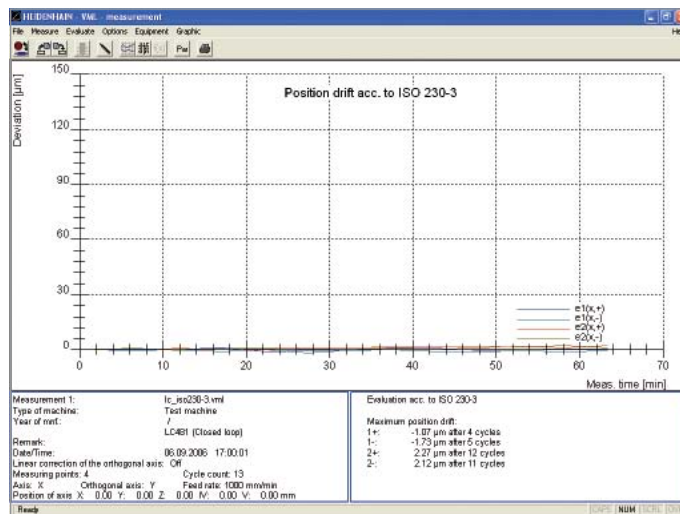 HEIDENHAIN - VML - measurement
File Measure Evaluate Options Equipment Graphic He
Deviation [µm]
Position drift acc. to ISO 230-3
150
120
90
60
30
0
0 10 20 30 40 50 60 70
Meas. time [min]
e1(x,+)
e1(x,-)
e2(x,+)
e2(x,-)
Measurement 1: lc_iso230-3.vml
Type of machine: Test machine
Year of mnf.: /
LC481 (Closed loop)
Remark:
Date/Time: 06.09.2006 17:00:01
Linear correction of the orthogonal axis: Off
Measuring points: 4 Cycle count: 13
Axis: X Orthogonal axis: Y Feed rate: 1000 mm/min
Position of axis X: 0.00 Y: 0.00 Z: 0.00 IV: 0.00 V: 0.00 mm
Evaluation acc. to ISO 230-3
Maximum position drift:
1+: -1.07 µm after 4 cycles
1-: -1.73 µm after 5 cycles
2+: 2.27 µm after 12 cycles
2-: 2.12 µm after 11 cycles
Ready
CAPS NUM SCRL